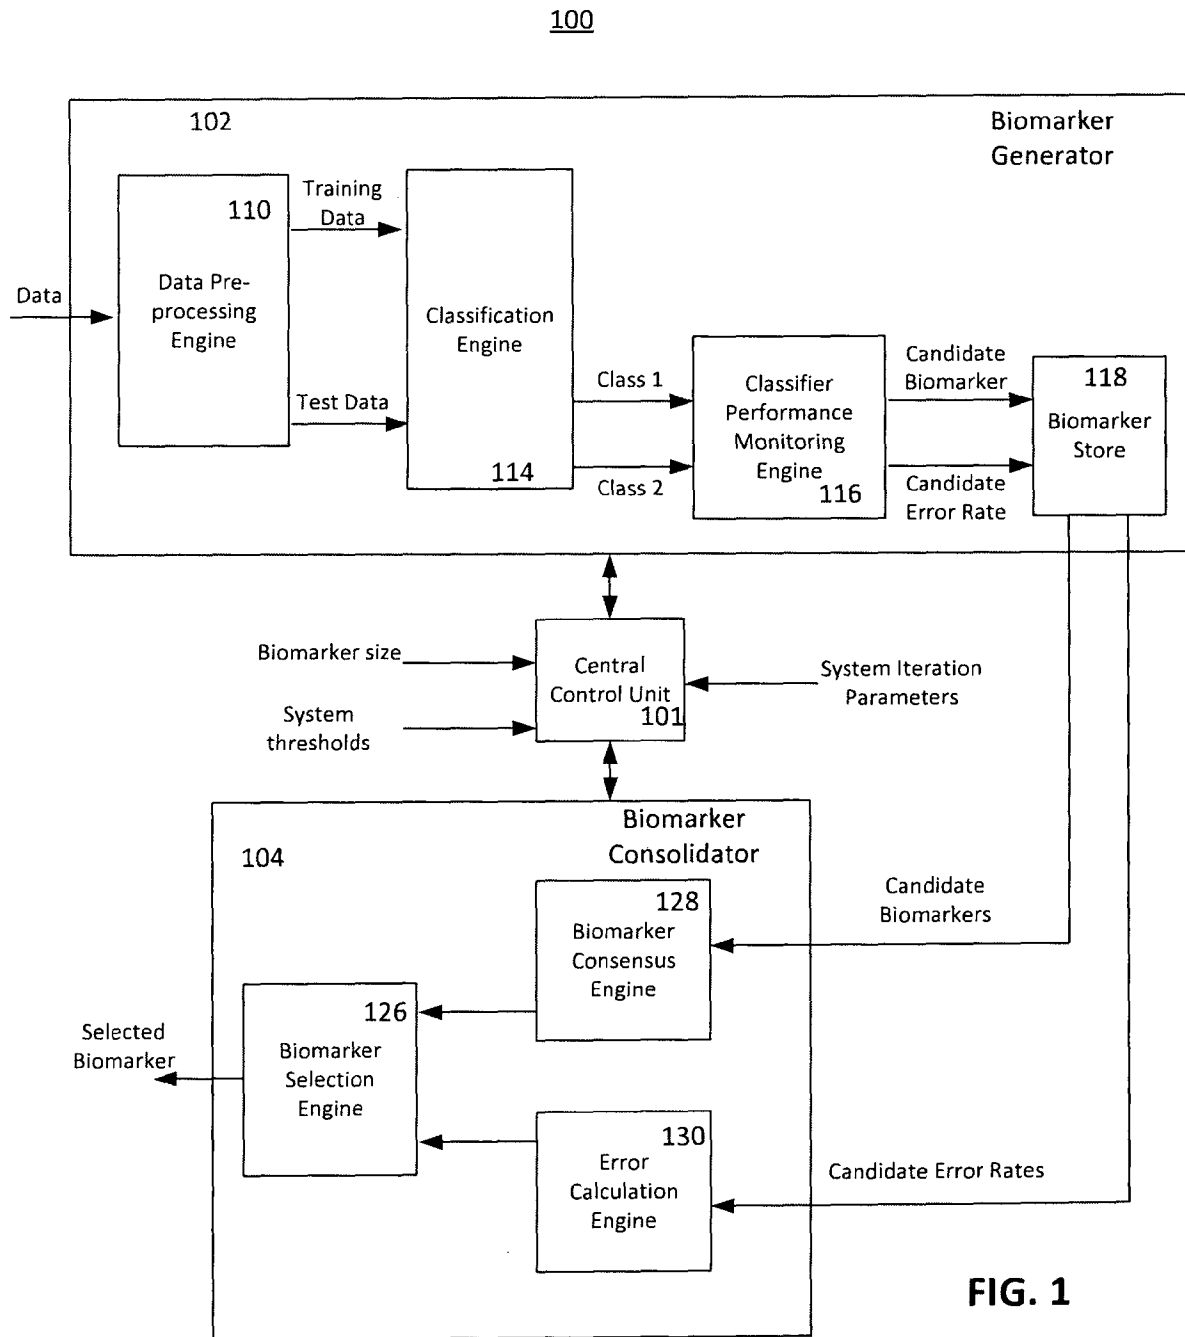 100
102
Biomarker
Generator
110
Data Pre-
processing
Engine
Data
Training
Data
Test Data
Classification
Engine
114
Class 1
Class 2
Classifier
Performance
Monitoring
Engine
116
Candidate
Biomarker
Candidate
Error Rate
118
Biomarker
Store
Biomarker size
System
thresholds
Central
Control Unit
101
System Iteration
Parameters
Biomarker
Consolidator
104
128
Biomarker
Consensus
Engine
Candidate
Biomarkers
126
Biomarker
Selection
Engine
Selected
Biomarker
130
Error
Calculation
Engine
Candidate Error Rates
FIG. 1